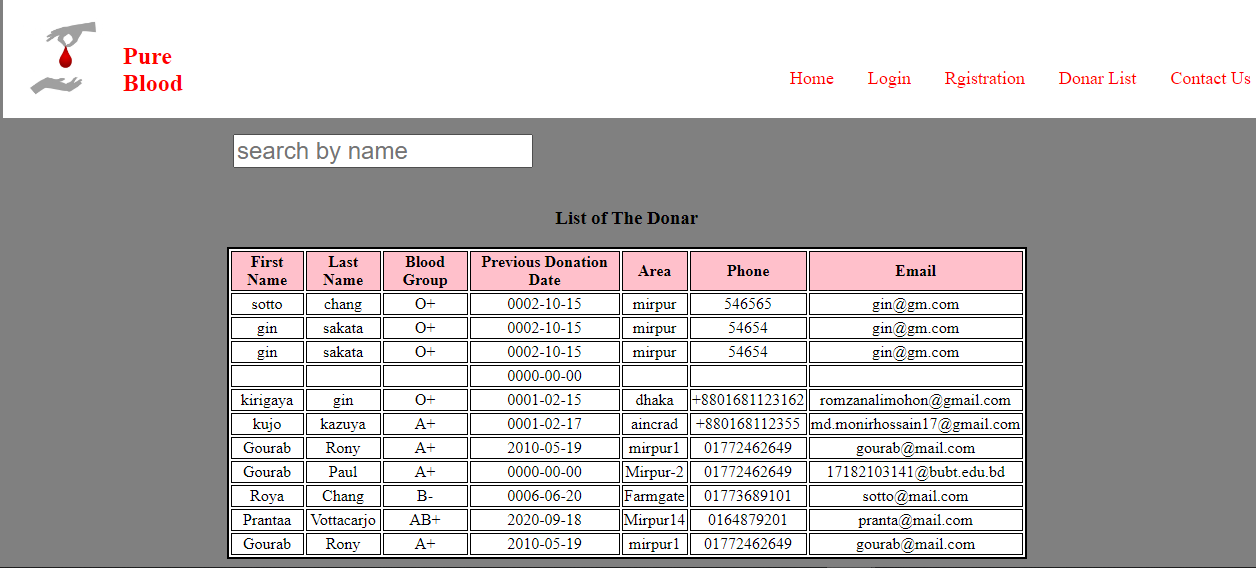 Pure
Blood
Home Login Rgistration Donar List Contact Us
search by name
List of The Donar
First Name Last Name Blood Group Previous Donation Date Area Phone Email
sotto chang O+ 0002-10-15 mirpur 546565 gin@gm.com
gin sakata O+ 0002-10-15 mirpur 54654 gin@gm.com
gin sakata O+ 0002-10-15 mirpur 54654 gin@gm.com
0000-00-00
kirigaya gin O+ 0001-02-15 dhaka +8801681123162 romzanalimohon@gmail.com
kujo kazuya A+ 0001-02-17 aincrad +880168112355 md.monirhossain17@gmail.com
Gourab Rony A+ 2010-05-19 mirpur1 01772462649 gourab@mail.com
Gourab Paul A+ 0000-00-00 Mirpur-2 01772462649 17182103141@bubt.edu.bd
Roya Chang B- 0006-06-20 Farmgate 01773689101 sotto@mail.com
Prantaa Vottacarjo AB+ 2020-09-18 Mirpur14 0164879201 pranta@mail.com
Gourab Rony A+ 2010-05-19 mirpur1 01772462649 gourab@mail.com